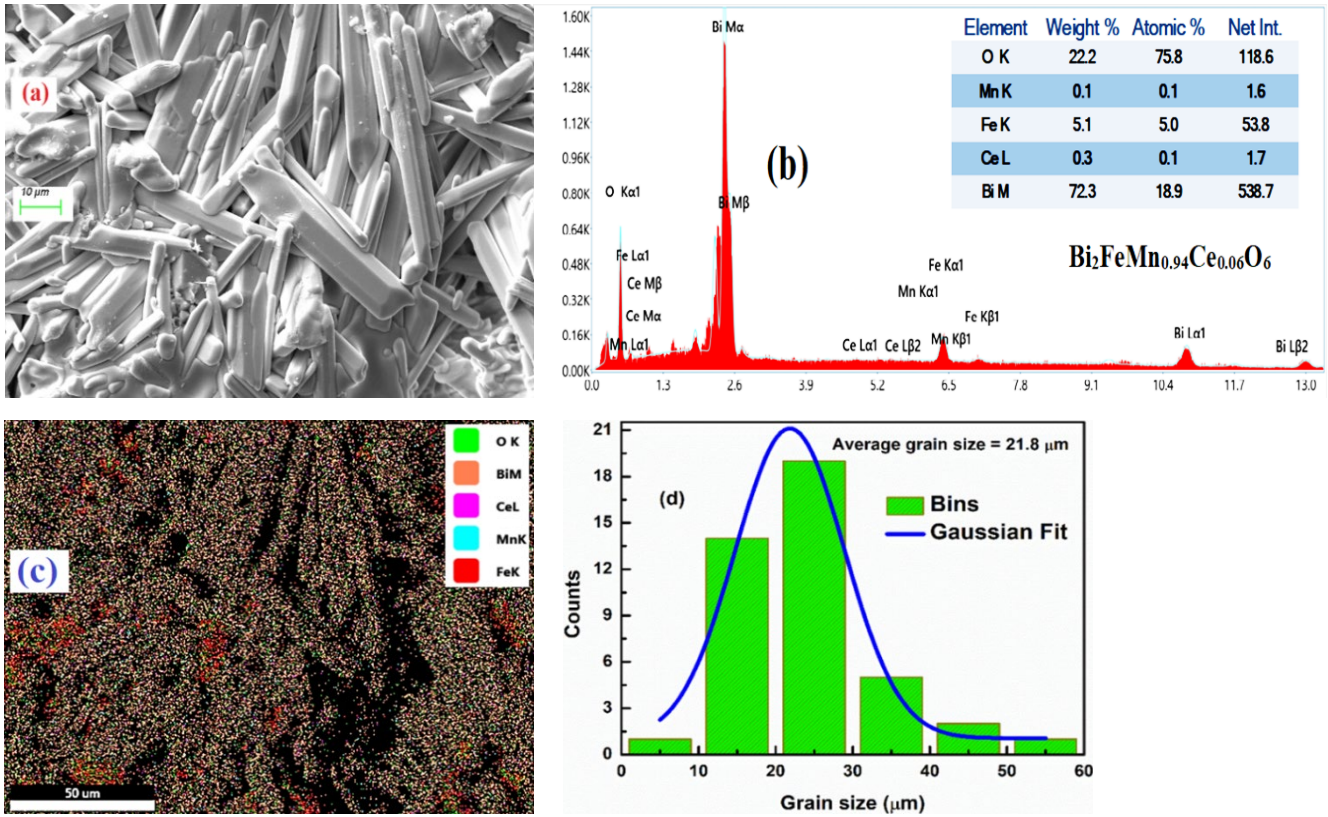 (a)
10 µm
1.60K
1.44K
1.28K
1.12K
0.96K
0.80K
0.64K
0.48K
0.32K
0.16K
0.00K
Bi Mα
Bi Mβ
O Kα1
Fe Lα1
Ce Mβ
Ce Mα
Mn Lα1
(b)
Element Weight % Atomic % Net Int.
O K 22.2 75.8 118.6
Mn K 0.1 0.1 1.6
Fe K 5.1 5.0 53.8
Ce L 0.3 0.1 1.7
Bi M 72.3 18.9 538.7
Bi₂FeMn₀.₉₄Ce₀.₀₆O₆
Fe Kα1
Mn Kα1
Fe Kβ1
Mn Kβ1
Ce Lα1 Ce Lβ2
Bi Lα1
Bi Lβ2
0.0 1.3 2.6 3.9 5.2 6.5 7.8 9.1 10.4 11.7 13.0
(c)
O K
BiM
CeL
MnK
FeK
50 um
Average grain size = 21.8 µm
(d)
Bins
Gaussian Fit
Counts
21
18
15
12
9
6
3
0
0 10 20 30 40 50 60
Grain size (µm)